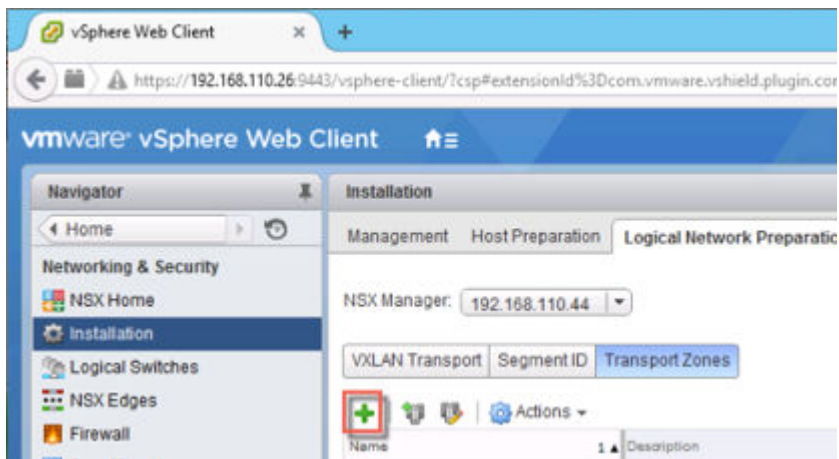 vSphere Web Client
https://192.168.110.26:9443/vsphere-client/?csp#extensionId%3Dcom.vmware.vshield.plugin.cor
vmware® vSphere Web Client
Navigator
Installation
Home
Management Host Preparation Logical Network Preparatio
Networking & Security
NSX Home
NSX Manager: 192.168.110.44
Installation
Logical Switches
VXLAN Transport Segment ID Transport Zones
NSX Edges
Actions
Firewall
Name 1 Description